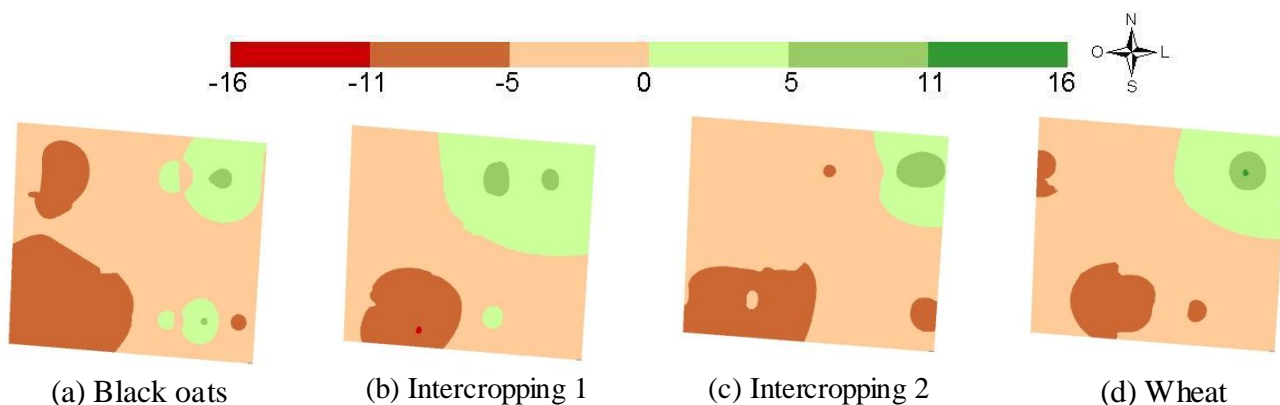 N
O L
S
-16 -11 -5 0 5 11 16
(a) Black oats (b) Intercropping 1 (c) Intercropping 2 (d) Wheat